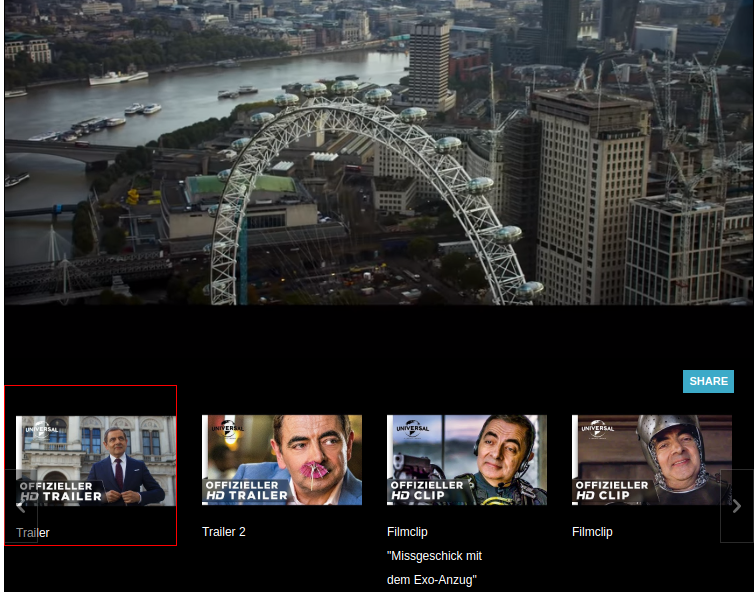 SHARE
UNIVERSAL
OFFIZIELLER
HD TRAILER
Trailer
UNIVERSAL
OFFIZIELLER
HD TRAILER
Trailer 2
UNIVERSAL
OFFIZIELLER
HD CLIP
Filmclip
"Missgeschick mit
dem Exo-Anzug"
UNIVERSAL
OFFIZIELLER
HD CLIP
Filmclip